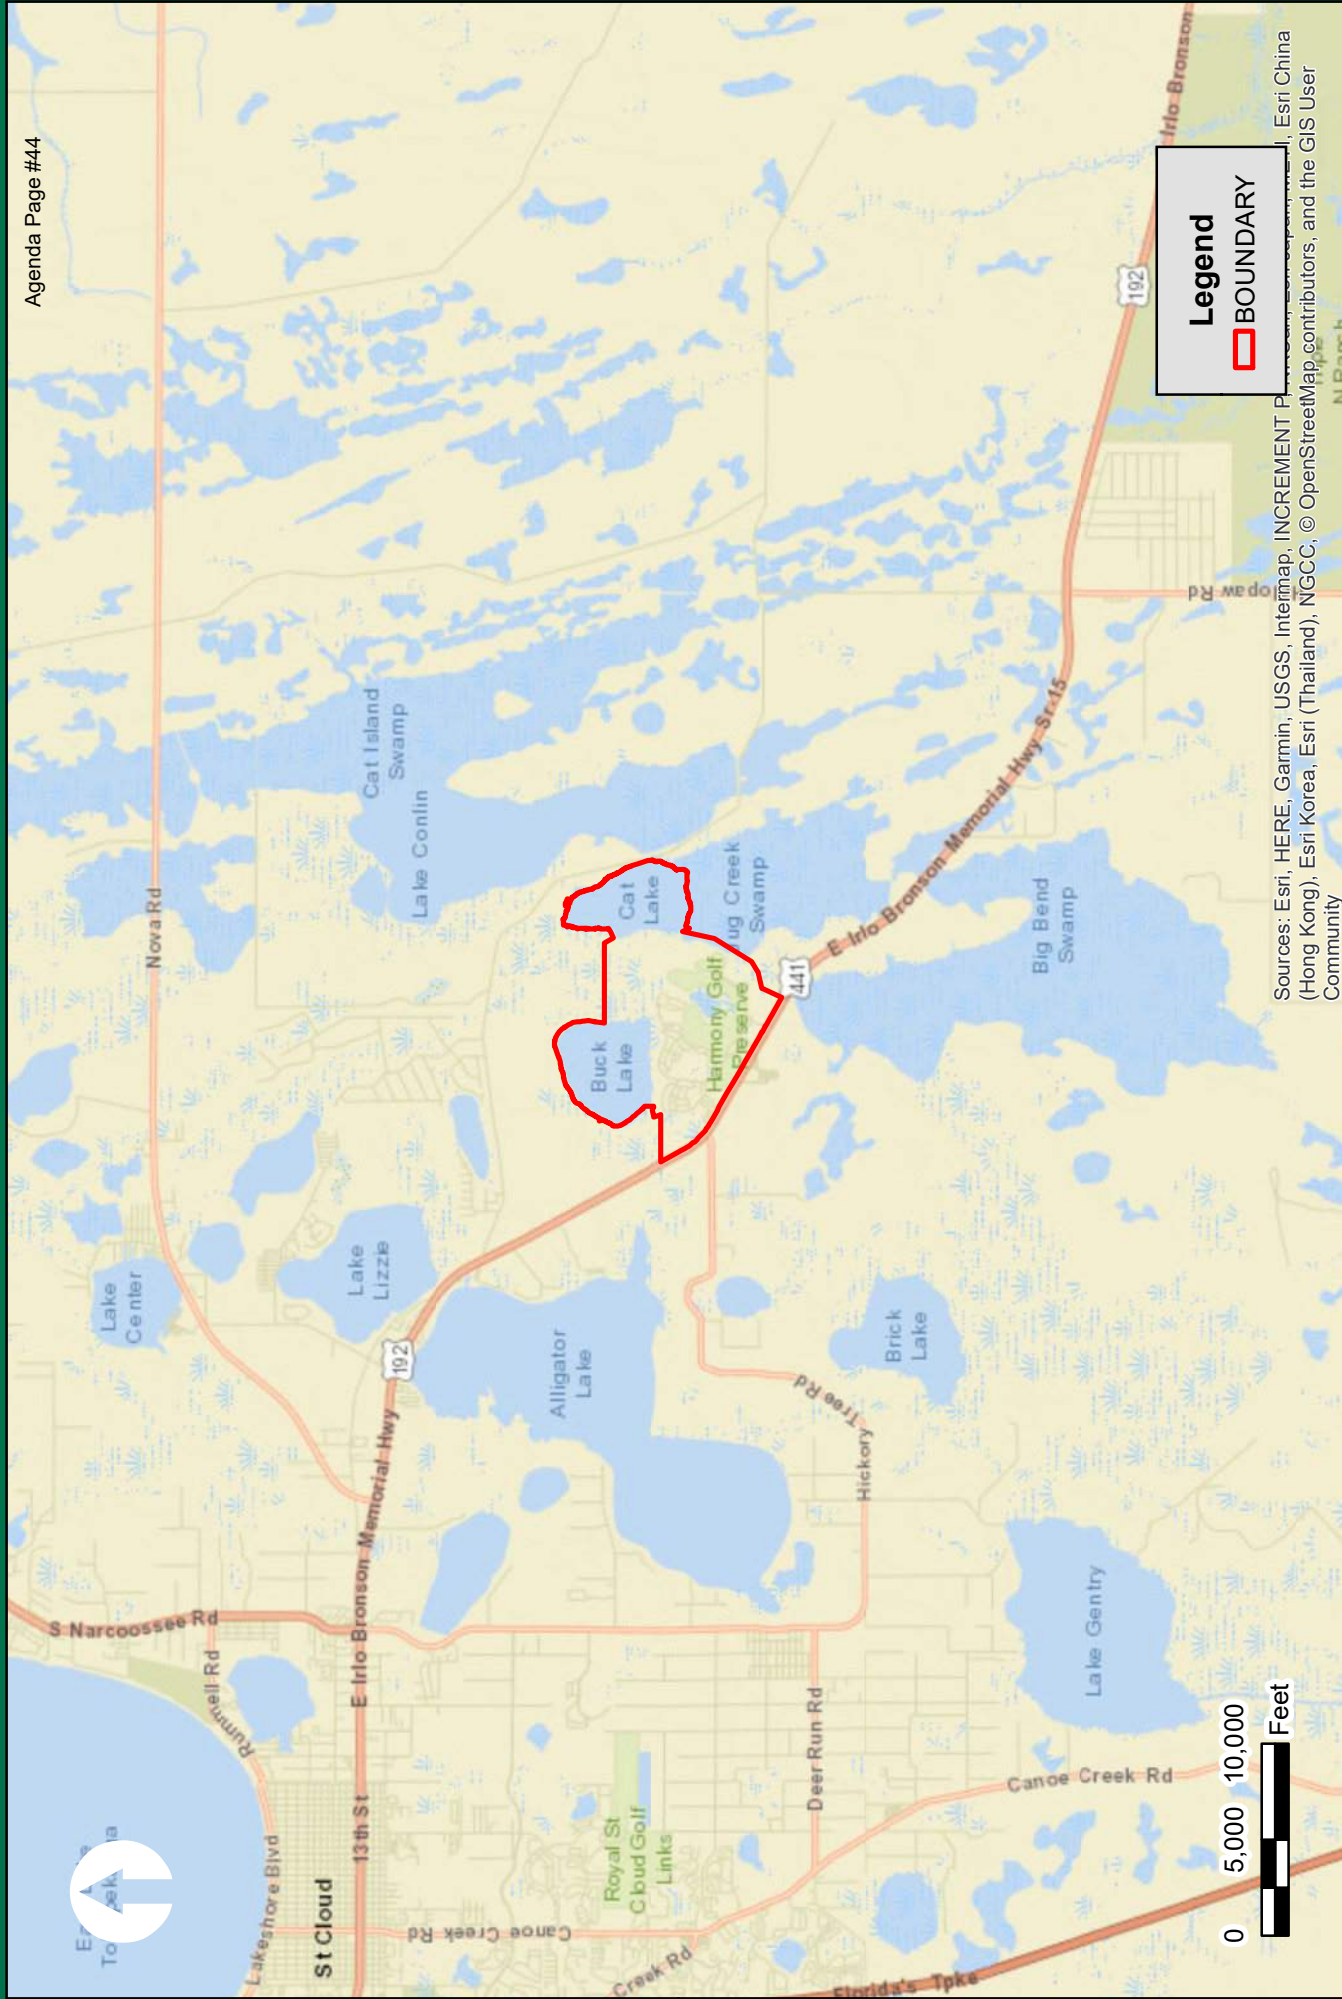 Agenda Page #44
Nova Rd
Cat Island
Swamp
Lake Conlin
Lake
Center
Lake
Lizzie
192
Alligator
Lake
Buck
Lake
Cat
Lake
Bug Creek
Swamp
Harmony Golf
Preserve
441
E Irlo Bronson Memorial Hwy Sr-15
Big Bend
Swamp
192
Irlo Bronson
S Narcoossee Rd
Rummell Rd
E Irlo Bronson Memorial Hwy
13th St
Lakeshore Blvd
St Cloud
Canoe Creek Rd
Royal St
Cloud Golf
Links
Creek Rd
Deer Run Rd
Hickory
Tree Rd
Brick
Lake
Lake Gentry
Canoe Creek Rd
Florida's Tpke
N Ranch
Legend
BOUNDARY
0 5,000 10,000
Feet
Sources: Esri, HERE, Garmin, USGS, Intermap, INCREMENT P, Esri China
(Hong Kong), Esri Korea, Esri (Thailand), NGCC, © OpenStreetMap contributors, and the GIS User
Community